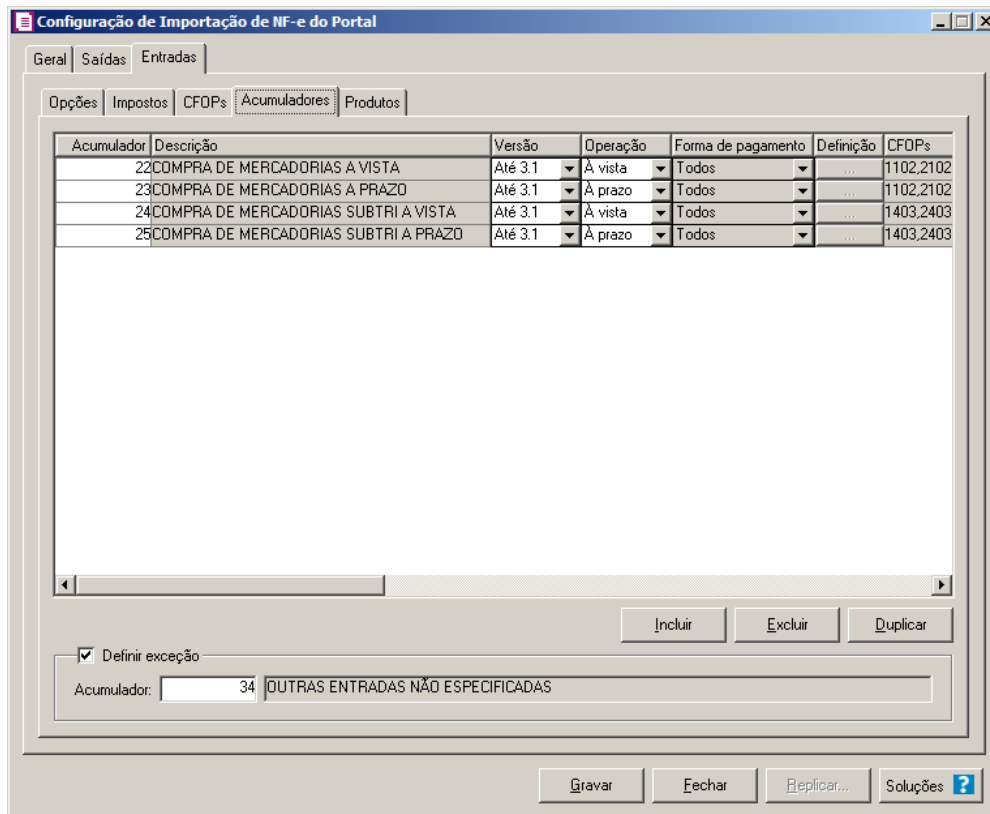 Configuração de Importação de NF-e do Portal
Geral Saídas Entradas
Opções Impostos CFOPs Acumuladores Produtos
Acumulador Descrição Versão Operação Forma de pagamento Definição CFOPs
22 COMPRA DE MERCADORIAS A VISTA Até 3.1 À vista Todos ... 1102,2102
23 COMPRA DE MERCADORIAS A PRAZO Até 3.1 À prazo Todos ... 1102,2102
24 COMPRA DE MERCADORIAS SUBTRI A VISTA Até 3.1 À vista Todos ... 1403,2403
25 COMPRA DE MERCADORIAS SUBTRI A PRAZO Até 3.1 À prazo Todos ... 1403,2403
Incluir Excluir Duplicar
Definir exceção
Acumulador: 34 OUTRAS ENTRADAS NÃO ESPECIFICADAS
Gravar Fechar Replicar... Soluções ?